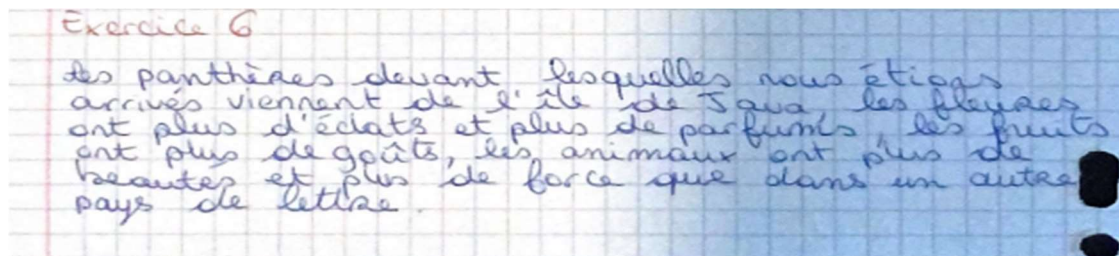 Exercice 6
les panthères devant lesquelles nous étions
arrivés viennent de l'île de Java, les fleures
ont plus d'éclats et plus de parfums, les fruits
ont plus de goûts, les animaux ont plus de
beautés et plus de force que dans un autre
pays de lettre.